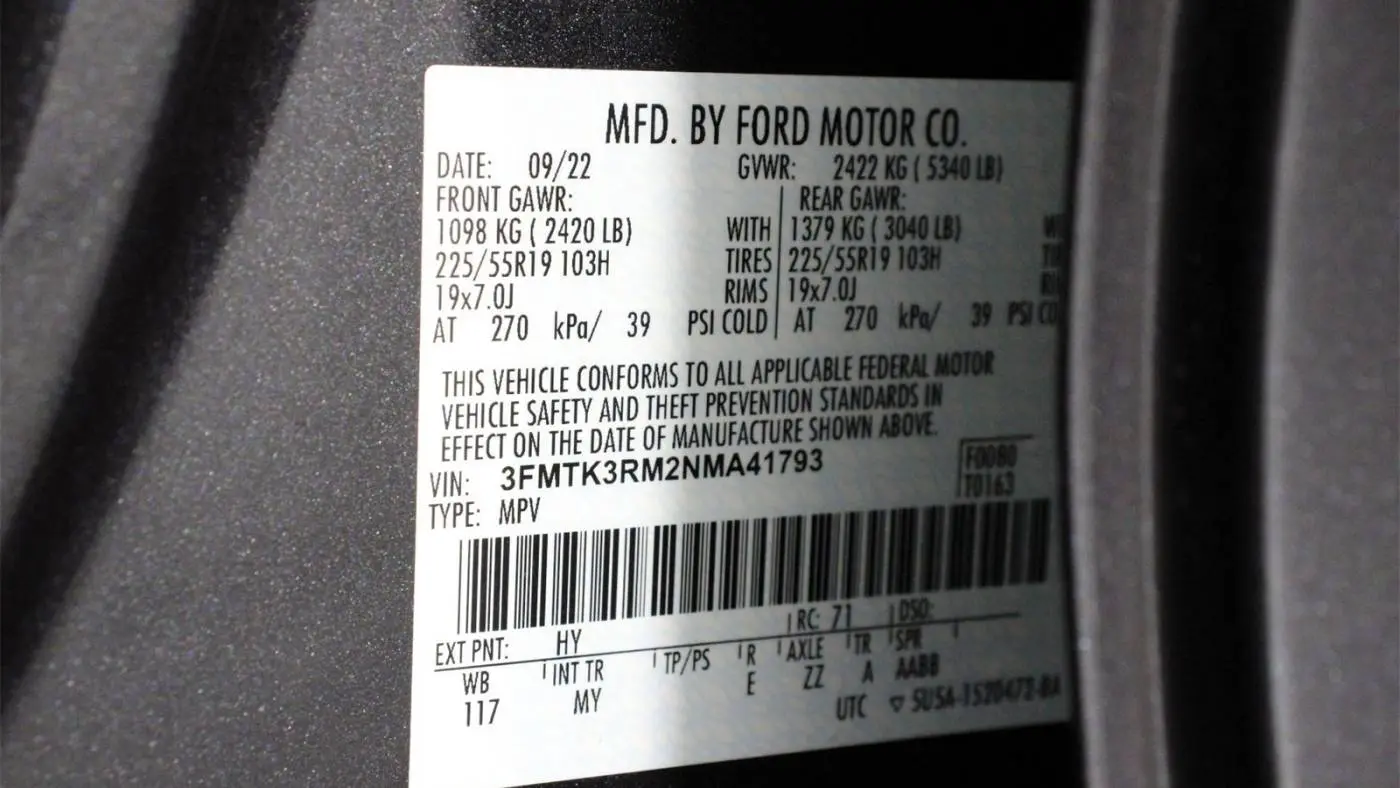 MFD. BY FORD MOTOR CO.
DATE: 09/22 GVWR: 2422 KG ( 5340 LB)
FRONT GAWR: REAR GAWR:
1098 KG ( 2420 LB) WITH 1379 KG ( 3040 LB)
225/55R19 103H TIRES 225/55R19 103H
19x7.0J RIMS 19x7.0J
AT 270 kPa/ 39 PSI COLD AT 270 kPa/ 39 PSI CO
THIS VEHICLE CONFORMS TO ALL APPLICABLE FEDERAL MOTOR
VEHICLE SAFETY AND THEFT PREVENTION STANDARDS IN
EFFECT ON THE DATE OF MANUFACTURE SHOWN ABOVE.
VIN: 3FMTK3RM2NMA41793
F0080
T0163
TYPE: MPV
EXT PNT: HY RC: 71 DSO:
WB INT TR TP/PS R AXLE TR SPR
117 MY E ZZ A AABB
UTC ▽